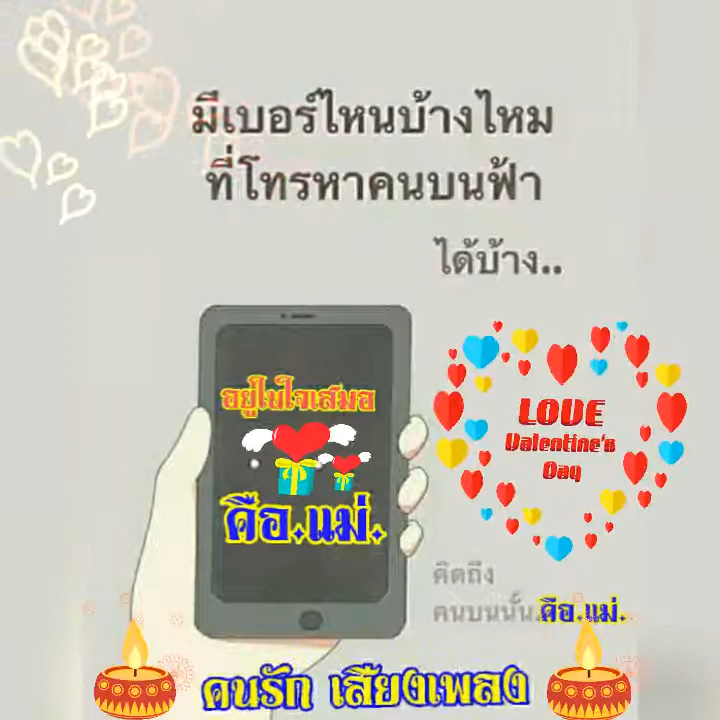 มีเบอร์ไหนบ้างไหม
ที่โทรหาคนบนฟ้า
ได้บ้าง..
อยู่ในใจเสมอ
คือ.แม่.
LOVE
Valentine's
Day
คิดถึง
คนบนนั้น.คือ.แม่.
คนรัก เสียงเพลง